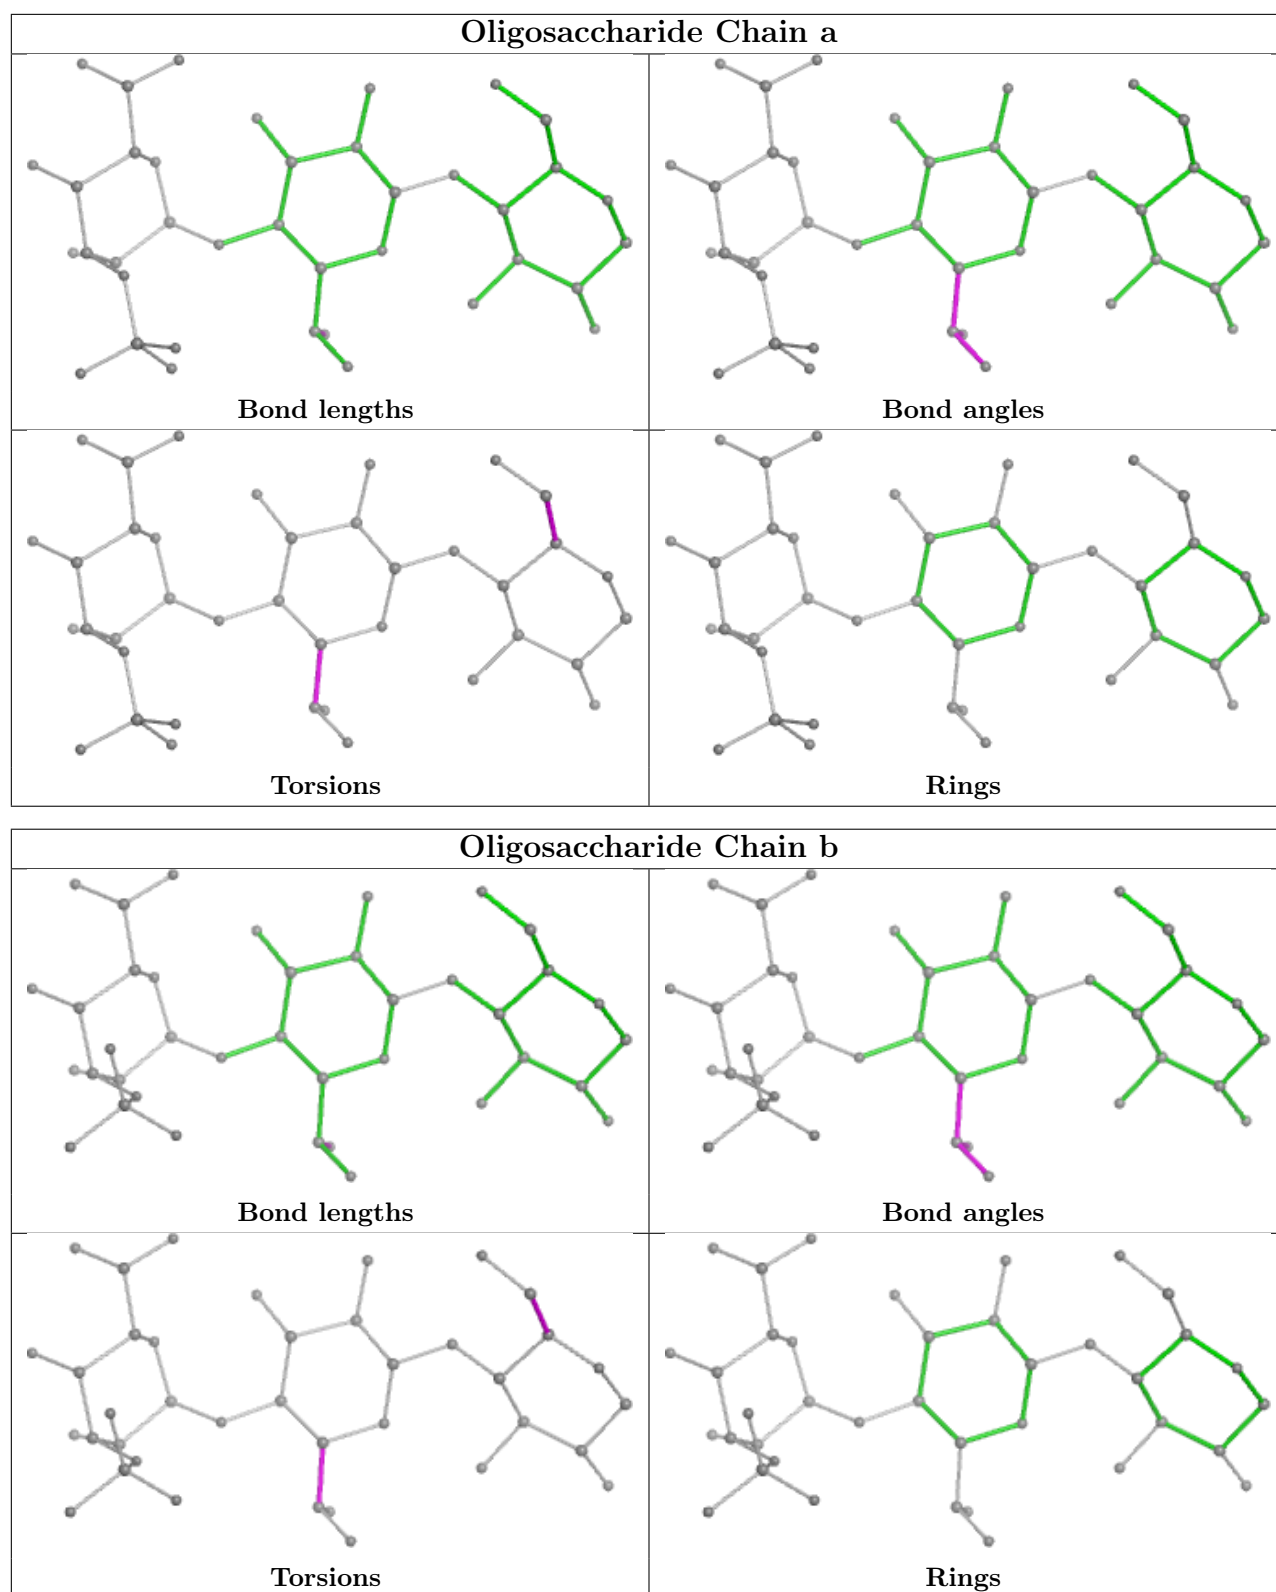 Oligosaccharide Chain a
Bond lengths
Bond angles
Torsions
Rings
Oligosaccharide Chain b
Bond lengths
Bond angles
Torsions
Rings